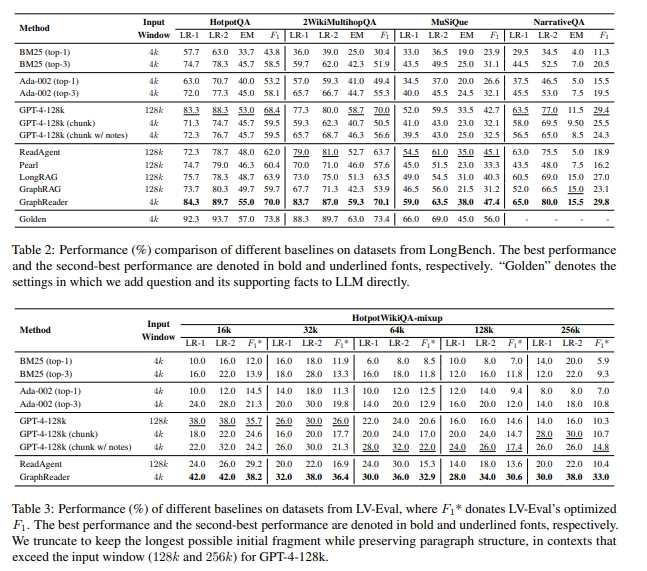 Method Input Window HotpotQA 2WikiMultihopQA MuSiQue NarrativeQA
LR-1 LR-2 EM F1 LR-1 LR-2 EM F1 LR-1 LR-2 EM F1 LR-1 LR-2 EM F1
BM25 (top-1) 4k 57.7 63.0 33.7 43.8 36.0 39.0 25.0 30.4 33.0 36.5 19.0 23.9 29.5 34.5 4.0 11.3
BM25 (top-3) 4k 74.7 78.3 45.7 58.5 59.7 62.0 42.3 51.9 43.5 49.5 25.0 31.1 44.5 52.5 7.0 20.5
Ada-002 (top-1) 4k 63.0 70.7 40.0 53.2 57.0 59.3 41.0 49.4 34.5 37.0 20.0 26.6 37.5 46.5 5.0 15.5
Ada-002 (top-3) 4k 72.0 77.3 45.0 58.1 65.7 66.7 44.7 55.3 40.0 45.5 24.5 32.1 45.5 53.0 7.5 19.5
GPT-4-128k 128k 83.3 88.3 53.0 68.4 77.3 80.0 58.7 70.0 52.0 59.5 33.5 42.7 63.5 77.0 11.5 29.4
GPT-4-128k (chunk) 4k 71.3 74.7 45.7 59.5 59.3 62.3 40.7 50.5 41.0 43.0 23.0 32.1 58.0 69.5 9.50 25.5
GPT-4-128k (chunk w/ notes) 4k 72.3 76.7 45.7 59.5 65.7 68.7 46.3 56.6 39.5 43.0 25.0 32.5 56.5 65.0 8.5 24.3
ReadAgent 128k 72.3 78.7 48.0 62.0 79.0 81.0 52.7 63.7 54.5 61.0 35.0 45.1 63.0 75.5 5.0 18.9
Pearl 128k 74.7 79.0 46.3 60.4 70.0 71.0 46.0 57.6 45.0 51.5 23.0 33.3 43.5 48.0 7.5 16.2
LongRAG 128k 75.7 78.3 48.7 63.9 73.0 75.0 51.3 63.5 49.0 54.5 31.0 40.3 60.5 69.0 15.0 27.0
GraphRAG 128k 73.7 80.3 49.7 59.7 67.7 71.3 42.3 53.9 46.5 56.0 21.5 31.2 52.0 66.5 15.0 23.1
GraphReader 4k 84.3 89.7 55.0 70.0 83.7 87.0 59.3 70.1 59.0 63.5 38.0 47.4 65.0 80.0 15.5 29.8
Golden 4k 92.3 93.7 57.0 73.8 88.3 89.7 63.0 73.4 66.0 69.0 45.0 56.0 - - - -
Table 2: Performance (%) comparison of different baselines on datasets from LongBench. The best performance
and the second-best performance are denoted in bold and underlined fonts, respectively. “Golden” denotes the
settings in which we add question and its supporting facts to LLM directly.
Method Input Window HotpotWikiQA-mixup
16k 32k 64k 128k 256k
LR-1 LR-2 F1* LR-1 LR-2 F1* LR-1 LR-2 F1* LR-1 LR-2 F1* LR-1 LR-2 F1*
BM25 (top-1) 4k 10.0 16.0 12.0 16.0 18.0 11.9 6.0 8.0 8.5 10.0 8.0 7.0 14.0 20.0 5.9
BM25 (top-3) 4k 16.0 22.0 13.9 18.0 28.0 13.3 16.0 18.0 11.8 12.0 16.0 11.8 12.0 22.0 9.3
Ada-002 (top-1) 4k 10.0 12.0 14.5 14.0 18.0 11.3 10.0 12.0 12.5 12.0 14.0 9.4 8.0 8.0 7.0
Ada-002 (top-3) 4k 24.0 28.0 21.3 20.0 30.0 19.8 14.0 20.0 12.9 16.0 20.0 12.0 14.0 18.0 10.8
GPT-4-128k 128k 38.0 38.0 35.7 26.0 30.0 26.0 22.0 24.0 20.6 16.0 16.0 14.6 14.0 16.0 10.3
GPT-4-128k (chunk) 4k 18.0 22.0 24.6 16.0 20.0 17.7 20.0 24.0 17.0 20.0 24.0 14.7 28.0 30.0 10.7
GPT-4-128k (chunk w/ notes) 4k 22.0 32.0 24.2 26.0 30.0 21.3 28.0 32.0 22.0 24.0 26.0 17.4 26.0 26.0 14.8
ReadAgent 128k 24.0 26.0 29.2 20.0 22.0 16.9 24.0 30.0 15.3 14.0 18.0 13.6 20.0 22.0 10.4
GraphReader 4k 42.0 42.0 38.2 32.0 38.0 36.4 30.0 36.0 32.9 28.0 34.0 30.6 30.0 38.0 33.0
Table 3: Performance (%) of different baselines on datasets from LV-Eval, where F1* donates LV-Eval’s optimized
F1. The best performance and the second-best performance are denoted in bold and underlined fonts, respectively.
We truncate to keep the longest possible initial fragment while preserving paragraph structure, in contexts that
exceed the input window (128k and 256k) for GPT-4-128k.